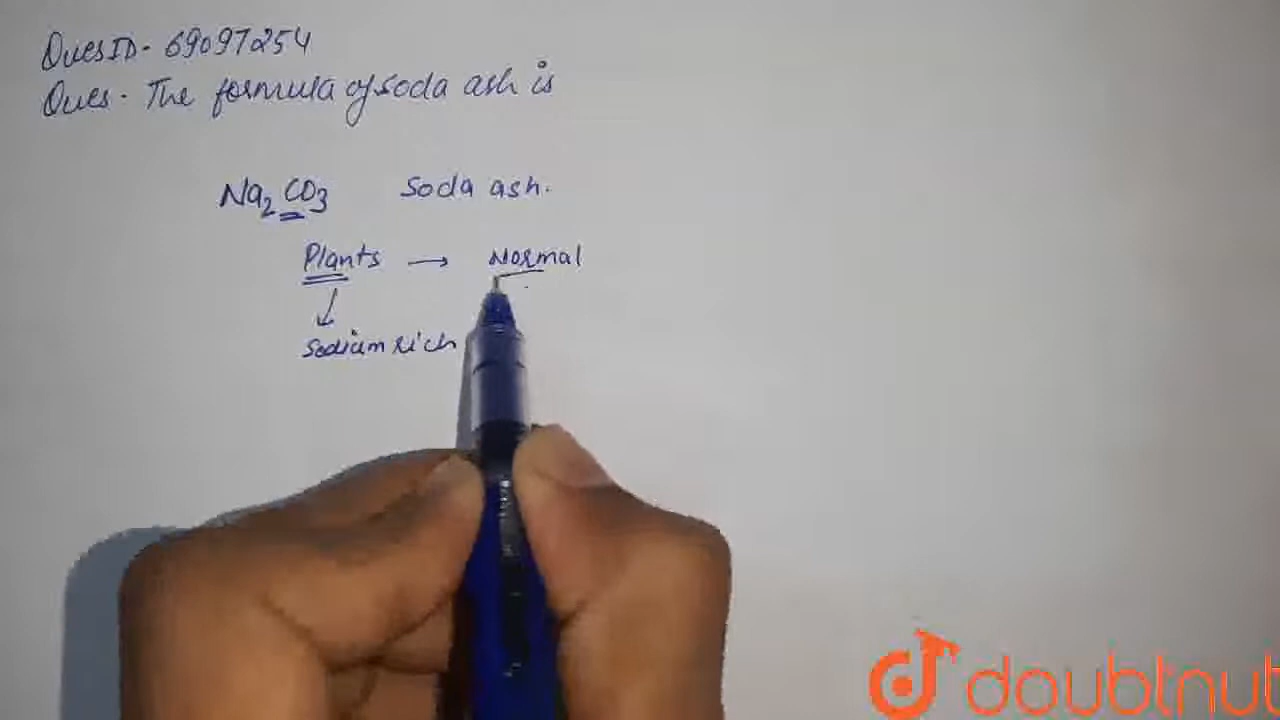 QuesID- 69097254
Ques. The formula of soda ash is
Na2CO3 Soda ash.
Plants → Normal
↓
Sodium rich
doubtnut